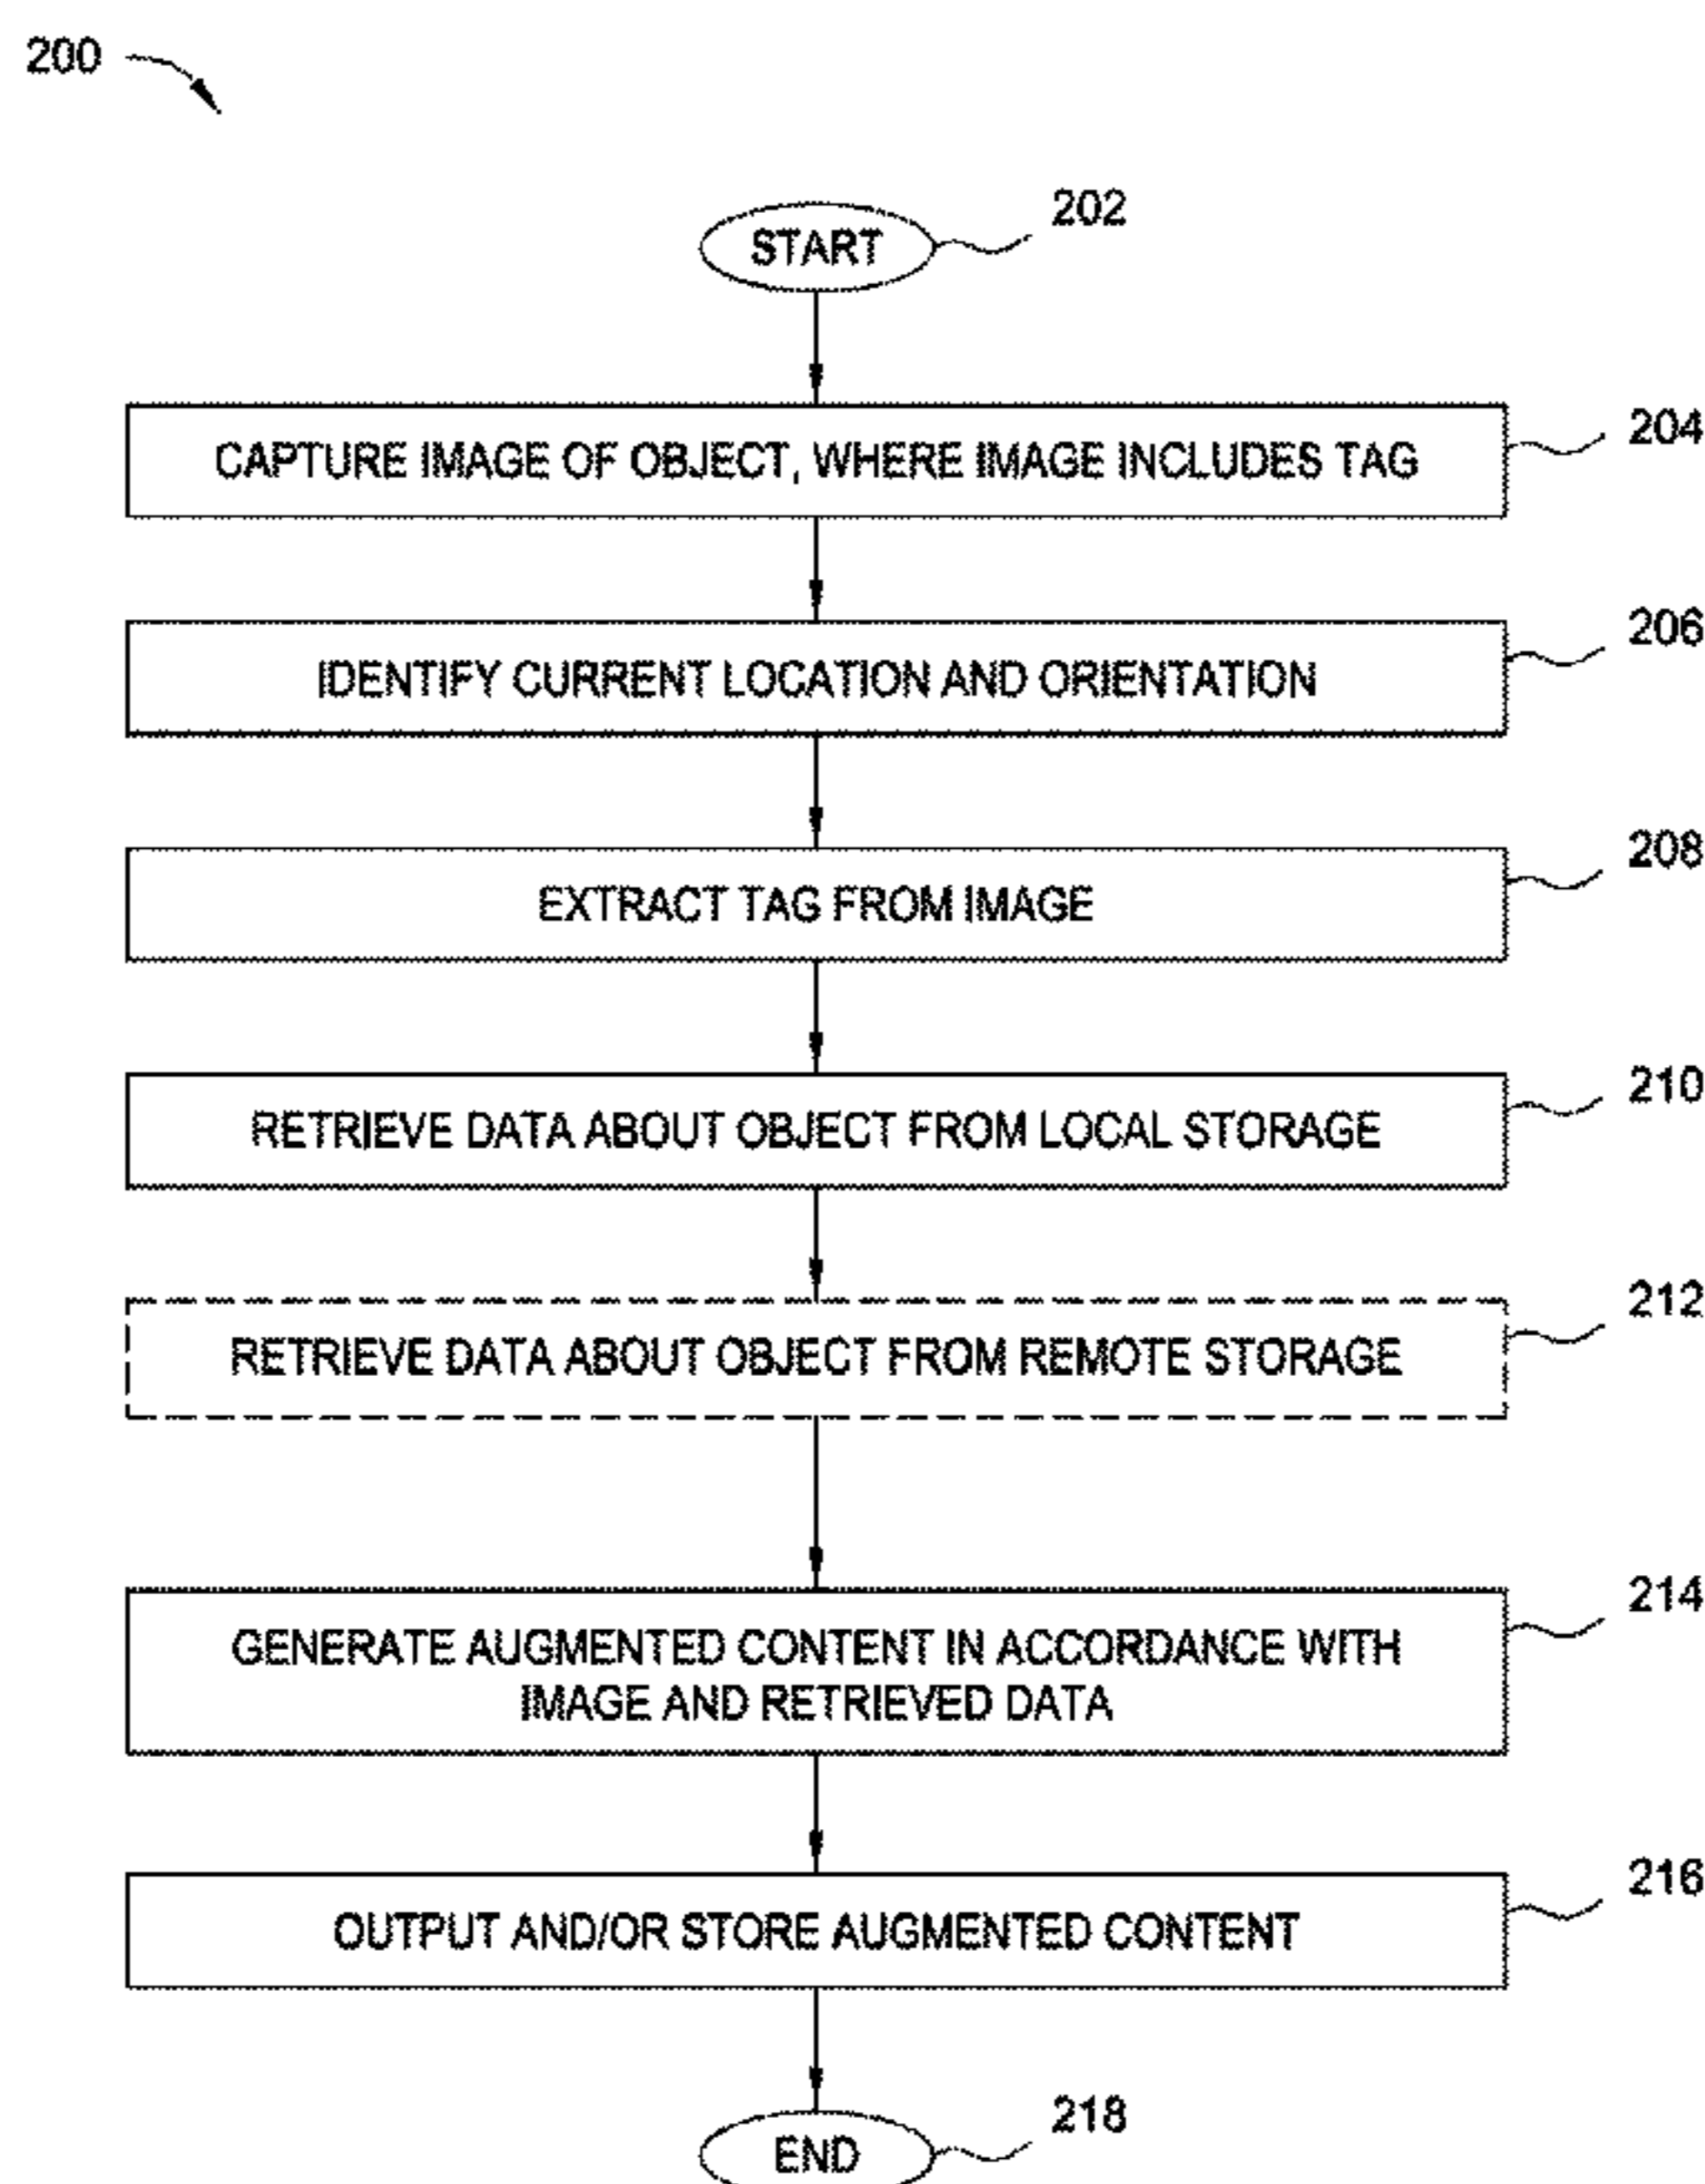 200
START
202
CAPTURE IMAGE OF OBJECT, WHERE IMAGE INCLUDES TAG
204
IDENTIFY CURRENT LOCATION AND ORIENTATION
206
EXTRACT TAG FROM IMAGE
208
RETRIEVE DATA ABOUT OBJECT FROM LOCAL STORAGE
210
RETRIEVE DATA ABOUT OBJECT FROM REMOTE STORAGE
212
GENERATE AUGMENTED CONTENT IN ACCORDANCE WITH
IMAGE AND RETRIEVED DATA
214
OUTPUT AND/OR STORE AUGMENTED CONTENT
216
END
218